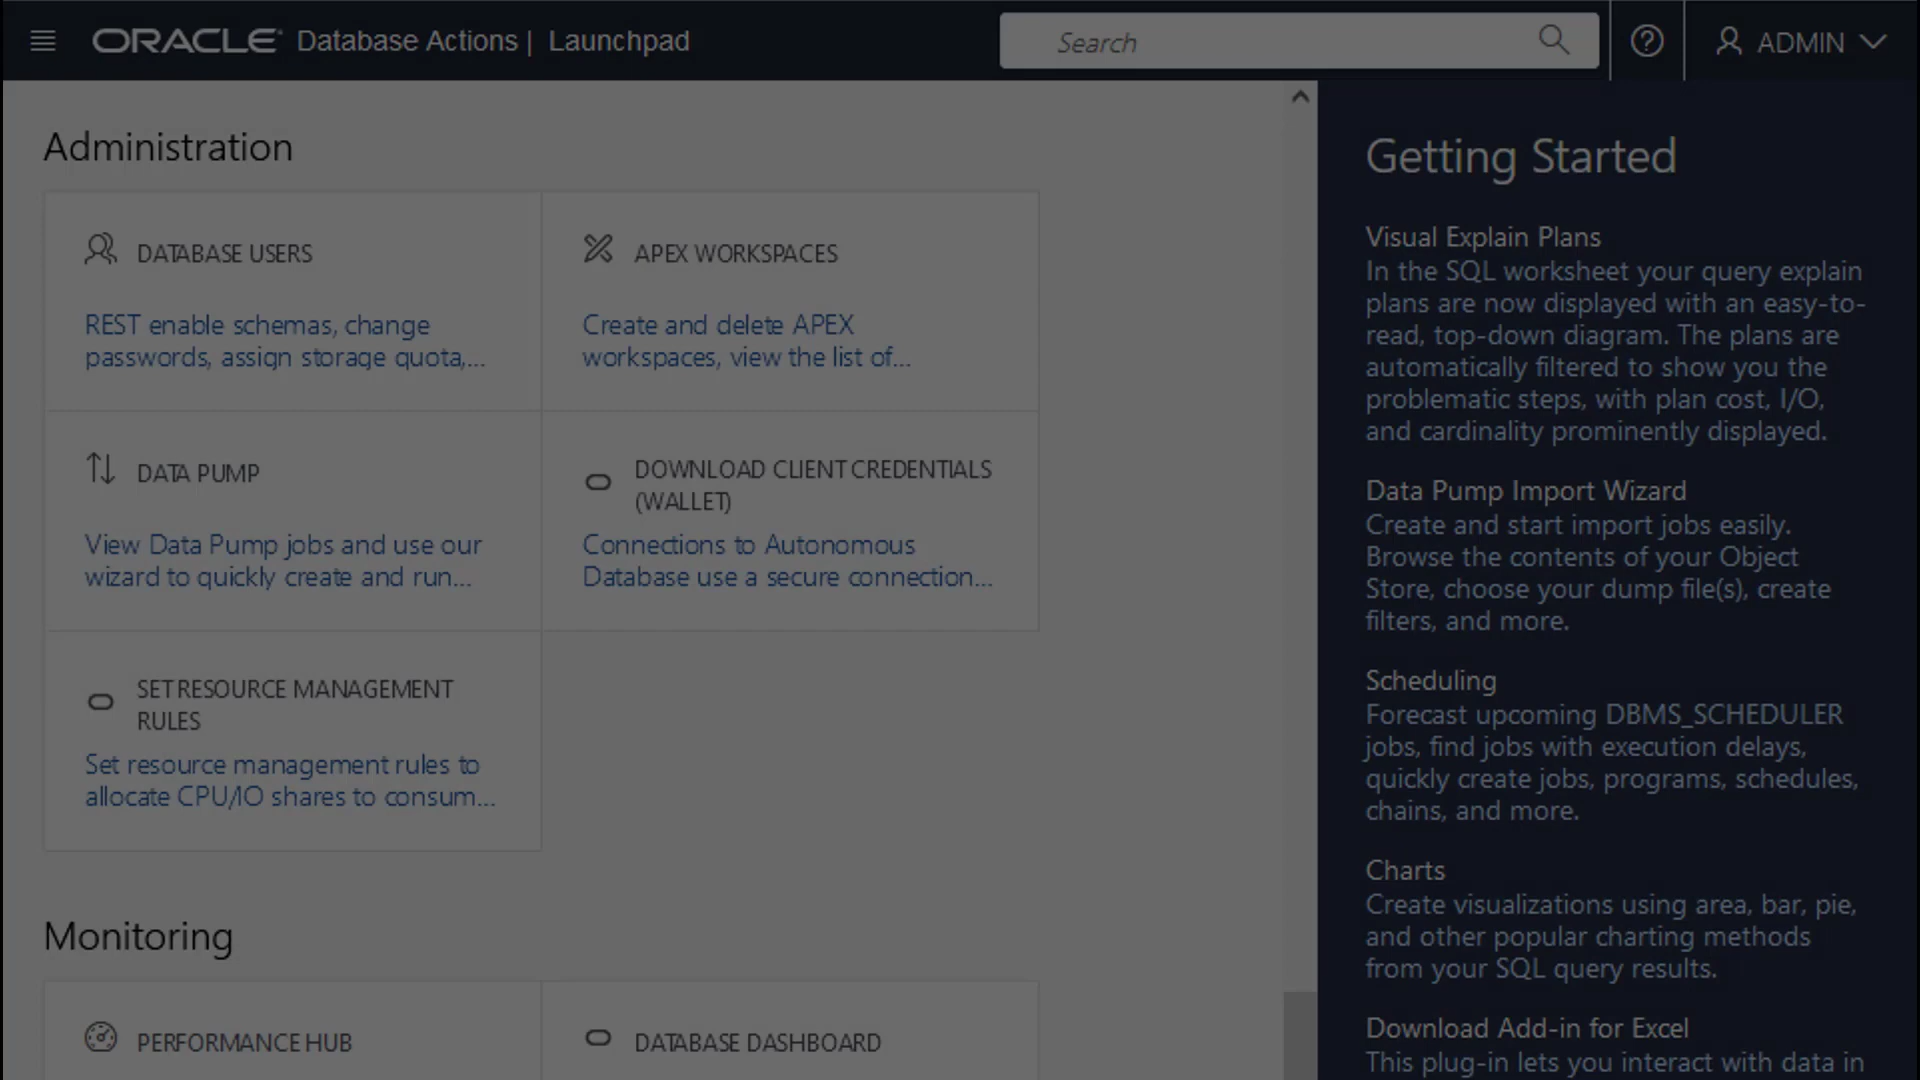 ORACLE Database Actions | Launchpad
Search
ADMIN
Administration
DATABASE USERS
REST enable schemas, change
passwords, assign storage quota,...
APEX WORKSPACES
Create and delete APEX
workspaces, view the list of...
DATA PUMP
View Data Pump jobs and use our
wizard to quickly create and run...
DOWNLOAD CLIENT CREDENTIALS
(WALLET)
Connections to Autonomous
Database use a secure connection...
SET RESOURCE MANAGEMENT
RULES
Set resource management rules to
allocate CPU/IO shares to consum...
Monitoring
PERFORMANCE HUB
DATABASE DASHBOARD
Getting Started
Visual Explain Plans
In the SQL worksheet your query explain
plans are now displayed with an easy-to-
read, top-down diagram. The plans are
automatically filtered to show you the
problematic steps, with plan cost, I/O,
and cardinality prominently displayed.
Data Pump Import Wizard
Create and start import jobs easily.
Browse the contents of your Object
Store, choose your dump file(s), create
filters, and more.
Scheduling
Forecast upcoming DBMS_SCHEDULER
jobs, find jobs with execution delays,
quickly create jobs, programs, schedules,
chains, and more.
Charts
Create visualizations using area, bar, pie,
and other popular charting methods
from your SQL query results.
Download Add-in for Excel
This plug-in lets you interact with data in